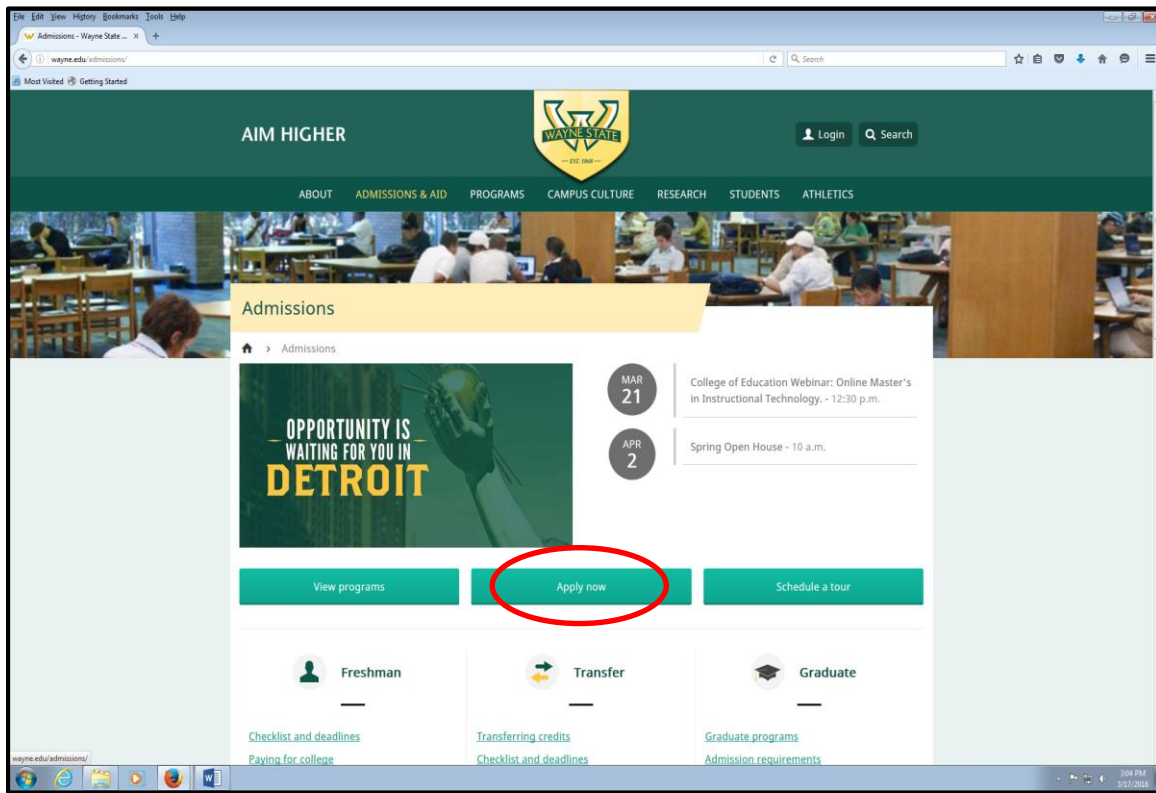 File Edit View History Bookmarks Tools Help
Admissions - Wayne State ... × +
wayne.edu/admissions/
Search
Most Visited Getting Started
AIM HIGHER
WAYNE STATE
— EST. 1868 —
Login Search
ABOUT ADMISSIONS & AID PROGRAMS CAMPUS CULTURE RESEARCH STUDENTS ATHLETICS
Admissions
> Admissions
OPPORTUNITY IS
WAITING FOR YOU IN
DETROIT
MAR
21
College of Education Webinar: Online Master's
in Instructional Technology. - 12:30 p.m.
APR
2
Spring Open House - 10 a.m.
View programs Apply now Schedule a tour
Freshman Transfer Graduate
Checklist and deadlines Transferring credits Graduate programs
Paying for college Checklist and deadlines Admission requirements
wayne.edu/admissions/
3:04 PM
3/17/2016